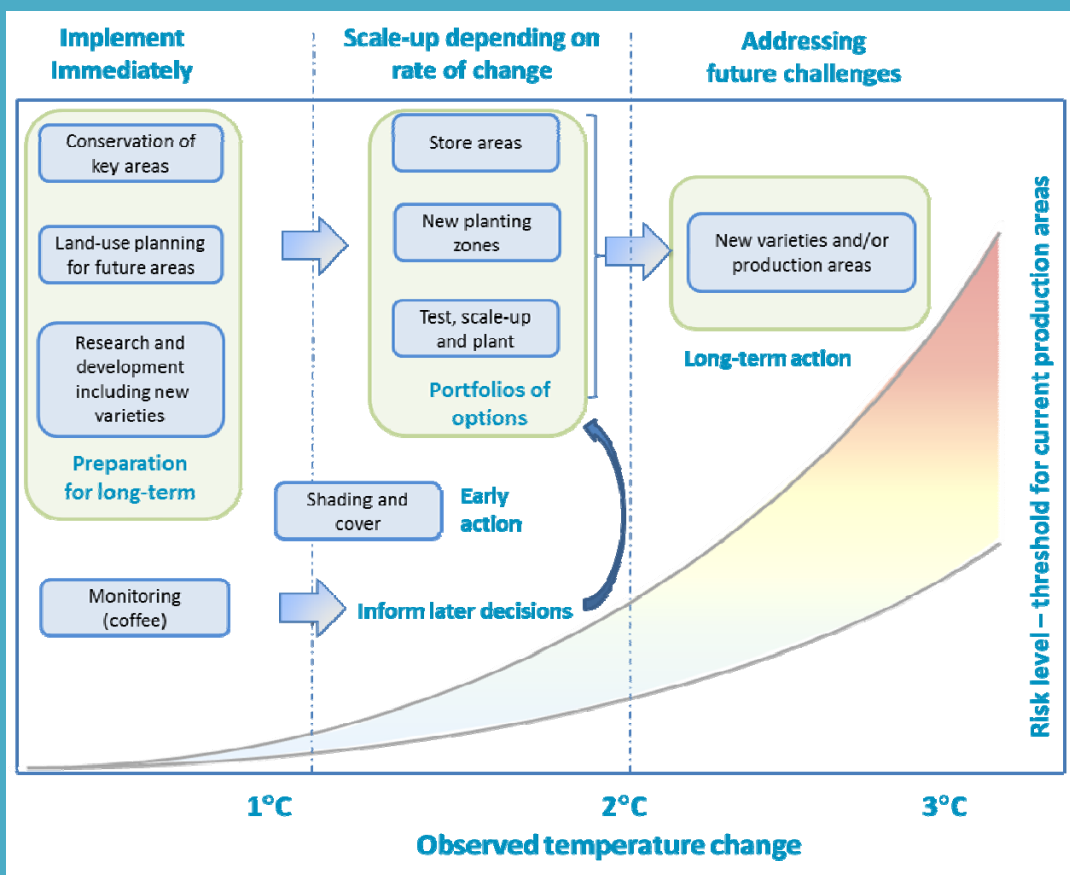 Implement
Immediately
Scale-up depending on
rate of change
Addressing
future challenges
Conservation of
key areas
Land-use planning
for future areas
Research and
development
including new
varieties
Preparation
for long-term
Monitoring
(coffee)
Store areas
New planting
zones
Test, scale-up
and plant
Portfolios of
options
Shading and
cover
Early
action
Inform later decisions
New varieties and/or
production areas
Long-term action
Risk level – threshold for current production areas
1°C
2°C
3°C
Observed temperature change